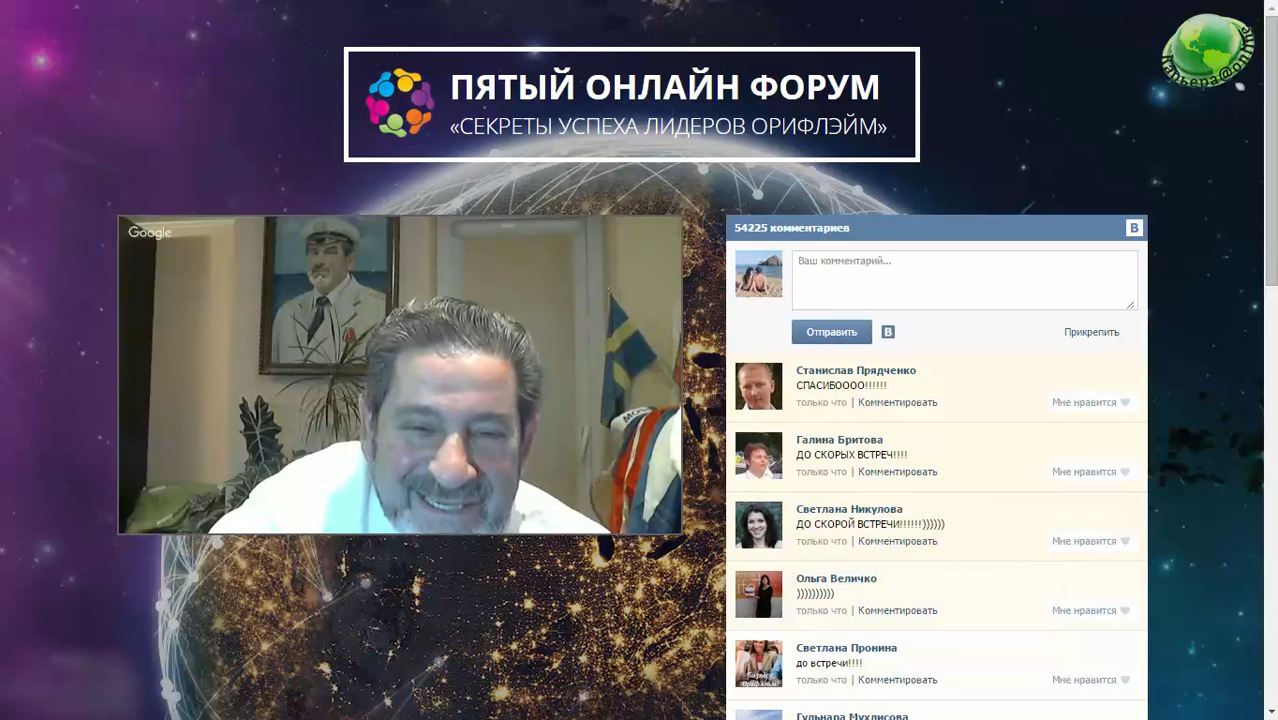 ПЯТЫЙ ОНЛАЙН ФОРУМ
«СЕКРЕТЫ УСПЕХА ЛИДЕРОВ ОРИФЛЭЙМ»
карьера@online
Google
54225 комментариев
В
Ваш комментарий...
Отправить
В
Прикрепить
Станислав Прядченко
СПАСИБОООО!!!!!!
только что | Комментировать
Мне нравится
Галина Бритова
ДО СКОРЫХ ВСТРЕЧ!!!!
только что | Комментировать
Мне нравится
Светлана Никулова
ДО СКОРОЙ ВСТРЕЧИ!!!!!!))))))
только что | Комментировать
Мне нравится
Ольга Величко
))))))))))
только что | Комментировать
Мне нравится
Светлана Пронина
до встречи!!!!
только что | Комментировать
Мне нравится
Гульнара Мухлисова